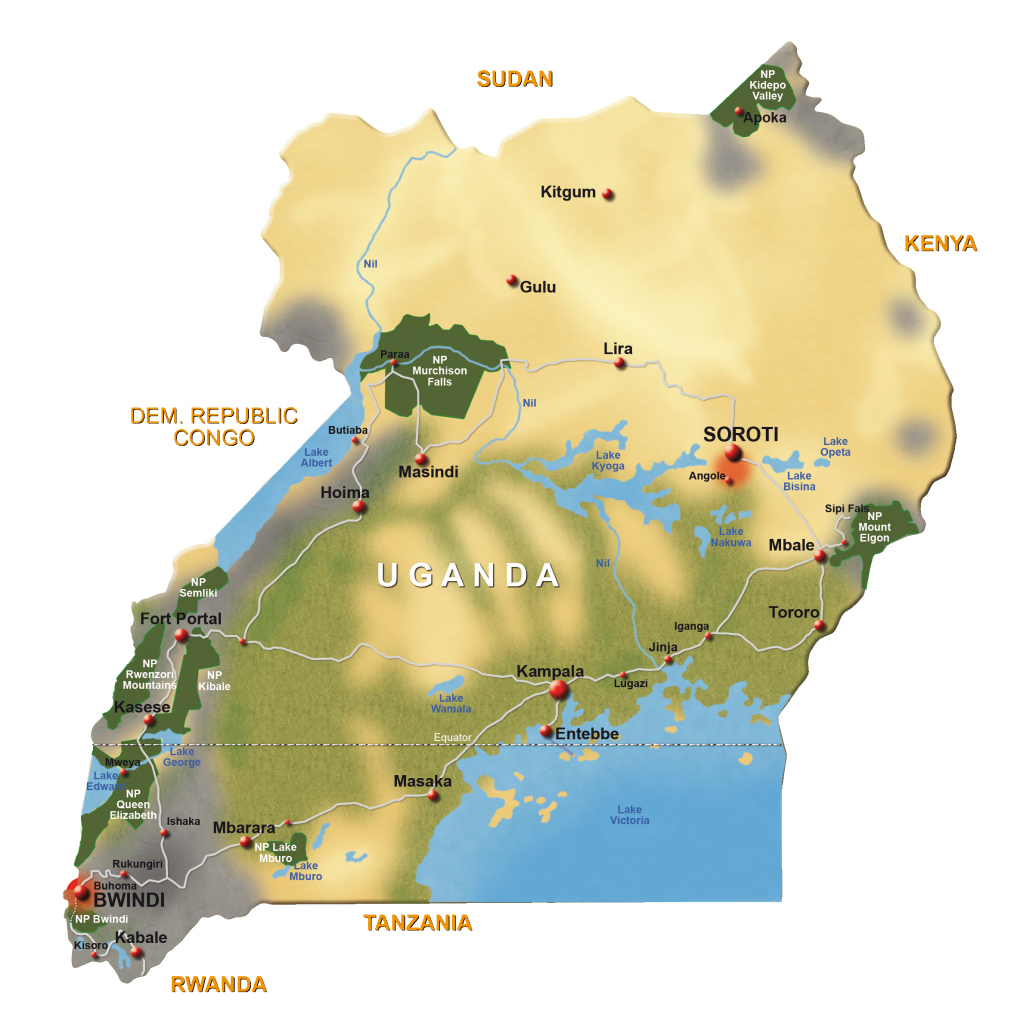 SUDAN
NP
Kidepo
Valley
Apoka
Kitgum
KENYA
Nil
Gulu
Paraa
NP
Murchison
Falls
Lira
Nil
DEM. REPUBLIC
CONGO
Butiaba
Lake
Albert
Masindi
Hoima
Lake
Kyoga
SOROTI
Angole
Lake
Opeta
Lake
Bisina
Sipi Fals
NP
Mount
Elgon
Lake
Nakuwa
Mbale
UGANDA
Nil
NP
Semliki
Fort Portal
Tororo
Iganga
Jinja
NP
Rwenzori
Mountains
NP
Kibale
Kampala
Lugazi
Lake
Wamala
Kasese
Equator
Entebbe
Lake
George
Mweya
Lake
Edward
NP
Queen
Elizabeth
Masaka
Lake
Victoria
Ishaka
Mbarara
NP Lake
Mburo
Lake
Mburo
Rukungiri
Buhoma
BWINDI
NP Bwindi
Kisoro
Kabale
TANZANIA
RWANDA